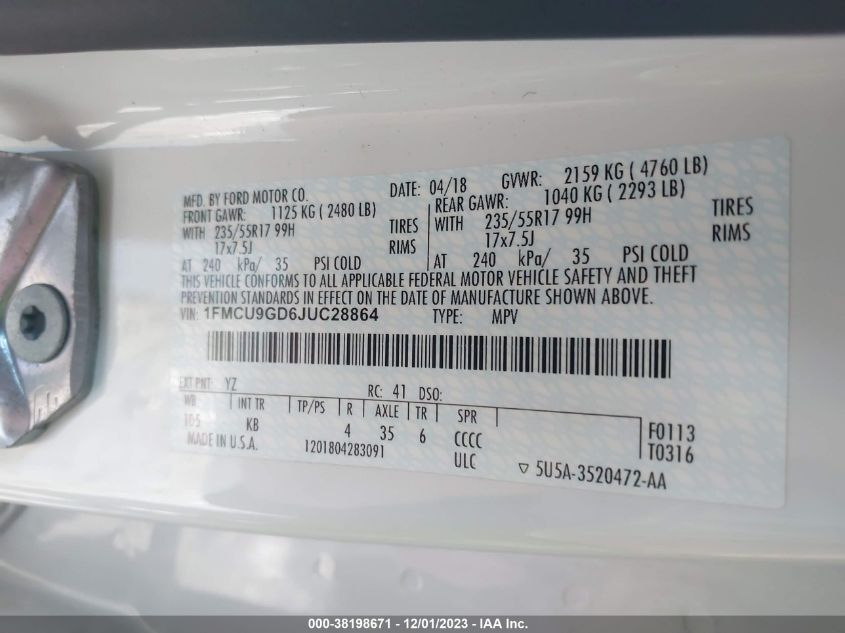 MFD. BY FORD MOTOR CO. DATE: 04/18 GVWR: 2159 KG ( 4760 LB)
FRONT GAWR: 1125 KG ( 2480 LB) REAR GAWR: 1040 KG ( 2293 LB)
WITH 235/55R17 99H TIRES WITH 235/55R17 99H TIRES
17x7.5J RIMS 17x7.5J RIMS
AT 240 kPa/ 35 PSI COLD AT 240 kPa/ 35 PSI COLD
THIS VEHICLE CONFORMS TO ALL APPLICABLE FEDERAL MOTOR VEHICLE SAFETY AND THEFT
PREVENTION STANDARDS IN EFFECT ON THE DATE OF MANUFACTURE SHOWN ABOVE.
VIN: 1FMCU9GD6JUC28864 TYPE: MPV
EXT PNT: YZ RC: 41 DSO:
WB INT TR TP/PS R AXLE TR SPR
105 KB 4 35 6 CCCC F0113
MADE IN U.S.A. 1201804283091 ULC T0316
▽ 5U5A-3520472-AA
000-38198671 - 12/01/2023 - IAA Inc.